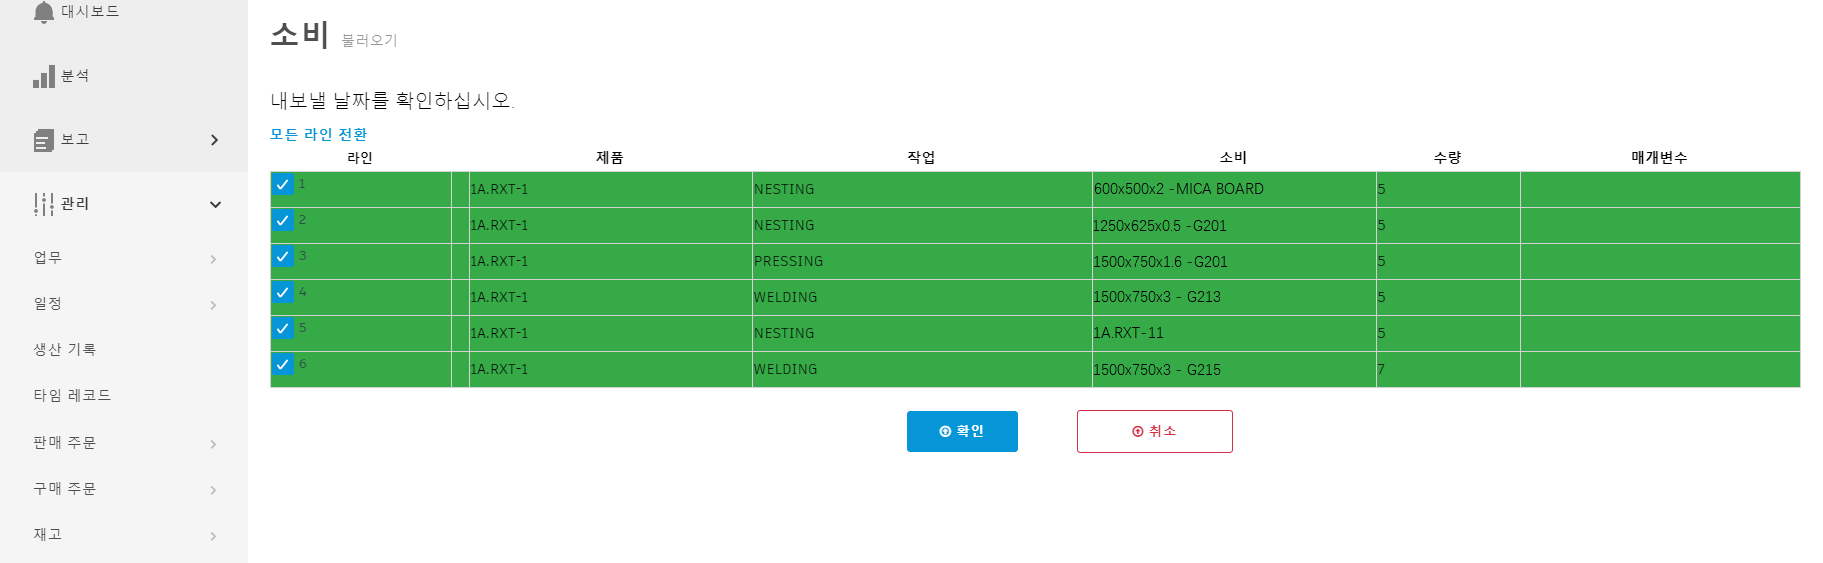 대시보드
분석
보고
관리
업무
일정
생산 기록
타임 레코드
판매 주문
구매 주문
재고
소비 불러오기
내보낼 날짜를 확인하십시오.
모든 라인 전환
라인 제품 작업 소비 수량 매개변수
1 1A.RXT-1 NESTING 600x500x2 -MICA BOARD 5
2 1A.RXT-1 NESTING 1250x625x0.5 -G201 5
3 1A.RXT-1 PRESSING 1500x750x1.6 -G201 5
4 1A.RXT-1 WELDING 1500x750x3 - G213 5
5 1A.RXT-1 NESTING 1A.RXT-11 5
6 1A.RXT-1 WELDING 1500x750x3 - G215 7
확인 취소